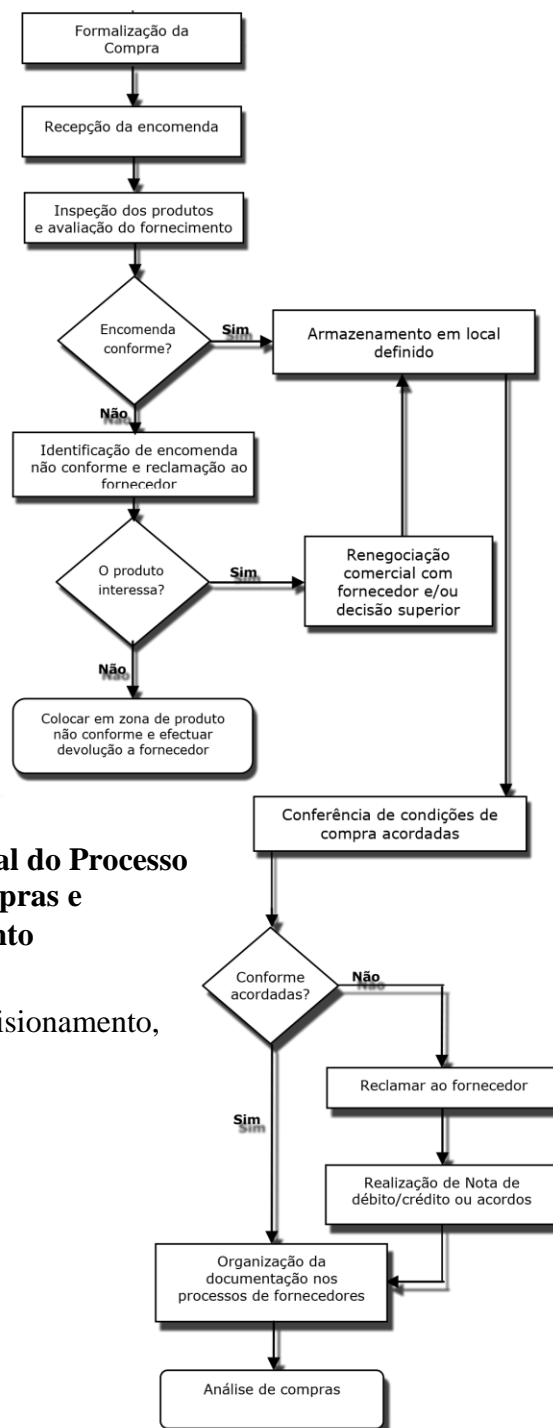 Formalização da
Compra
Recepção da encomenda
Inspeção dos produtos
e avaliação do fornecimento
Encomenda
conforme?
Sim
Armazenamento em local
definido
Não
Identificação de encomenda
não conforme e reclamação ao
fornecedor
O produto
interessa?
Sim
Renegociação
comercial com
fornecedor e/ou
decisão superior
Não
Colocar em zona de produto
não conforme e efectuar
devolução a fornecedor
Conferência de condições de
compra acordadas
al do Processo
pras e
nto
isionamento,
Conforme
acordadas?
Não
Reclamar ao fornecedor
Sim
Realização de Nota de
débito/crédito ou acordos
Organização da
documentação nos
processos de fornecedores
Análise de compras